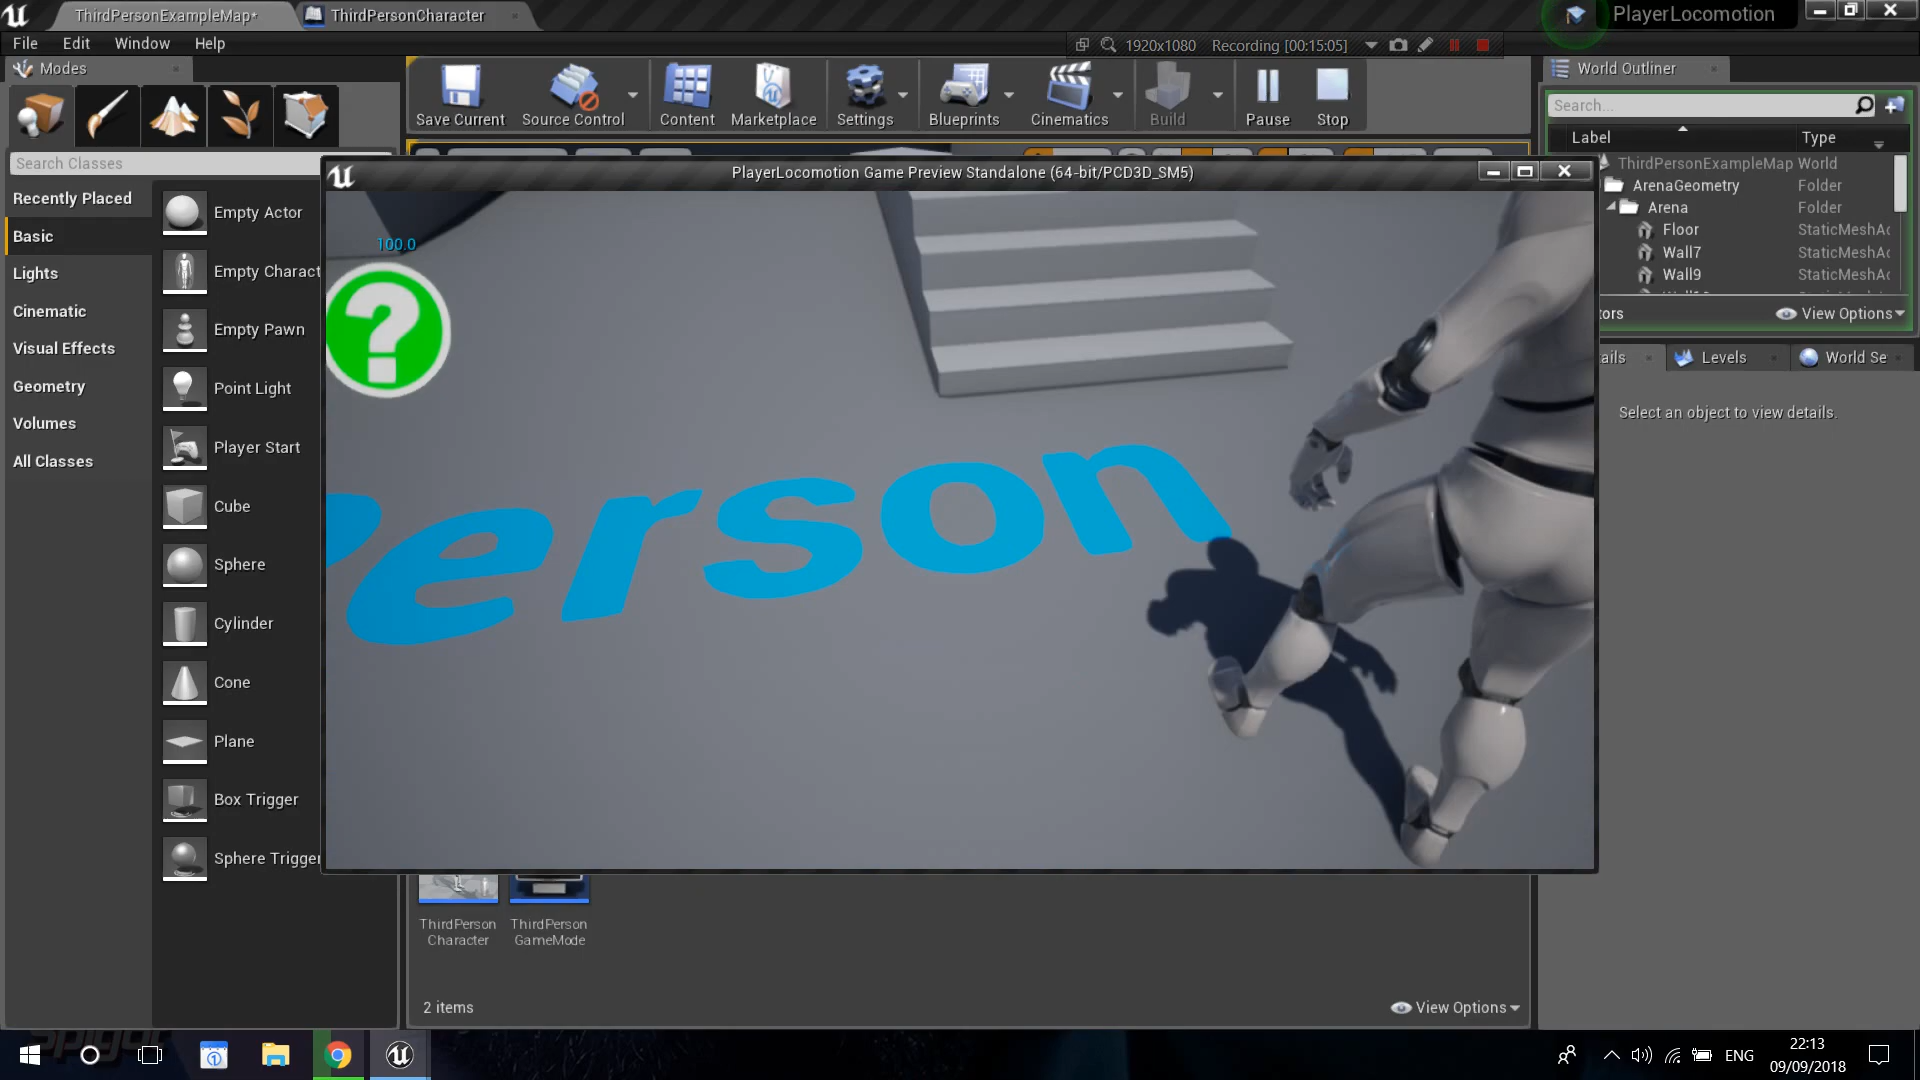 ThirdPersonExampleMap*
ThirdPersonCharacter
PlayerLocomotion
File Edit Window Help
1920x1080 Recording [00:15:05]
Modes
World Outliner
Save Current
Source Control
Content
Marketplace
Settings
Blueprints
Cinematics
Build
Pause
Stop
Search...
Label Type
Search Classes
PlayerLocomotion Game Preview Standalone (64-bit/PCD3D_SM5)
ThirdPersonExampleMap World
ArenaGeometry Folder
Arena Folder
Floor StaticMeshAc
Wall7 StaticMeshAc
Wall9 StaticMeshAc
tors
View Options
ails
Levels
World Se
Select an object to view details.
Recently Placed
Basic
Lights
Cinematic
Visual Effects
Geometry
Volumes
All Classes
Empty Actor
Empty Charact
Empty Pawn
Point Light
Player Start
Cube
Sphere
Cylinder
Cone
Plane
Box Trigger
Sphere Trigger
100.0
?
Person
ThirdPerson
Character
ThirdPerson
GameMode
2 items
View Options
ENG
22:13
09/09/2018